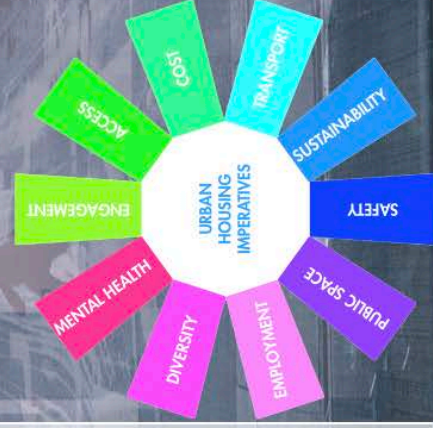 URBAN
HOUSING
IMPERATIVES
COST
TRANSPORT
SUSTAINABILITY
SAFETY
PUBLIC SPACE
EMPLOYMENT
DIVERSITY
MENTAL HEALTH
ENGAGEMENT
ACCESS